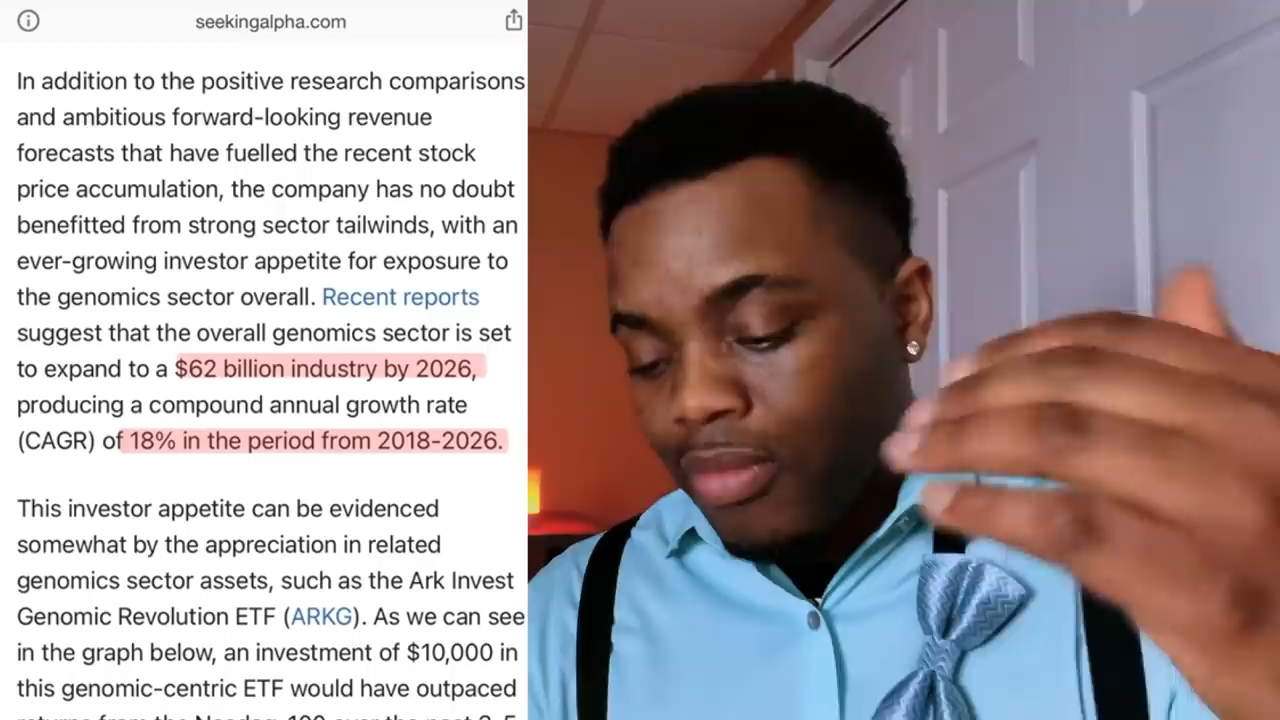 seekingalpha.com
In addition to the positive research comparisons
and ambitious forward-looking revenue
forecasts that have fuelled the recent stock
price accumulation, the company has no doubt
benefitted from strong sector tailwinds, with an
ever-growing investor appetite for exposure to
the genomics sector overall. Recent reports
suggest that the overall genomics sector is set
to expand to a $62 billion industry by 2026,
producing a compound annual growth rate
(CAGR) of 18% in the period from 2018-2026.
This investor appetite can be evidenced
somewhat by the appreciation in related
genomics sector assets, such as the Ark Invest
Genomic Revolution ETF (ARKG). As we can see
in the graph below, an investment of $10,000 in
this genomic-centric ETF would have outpaced